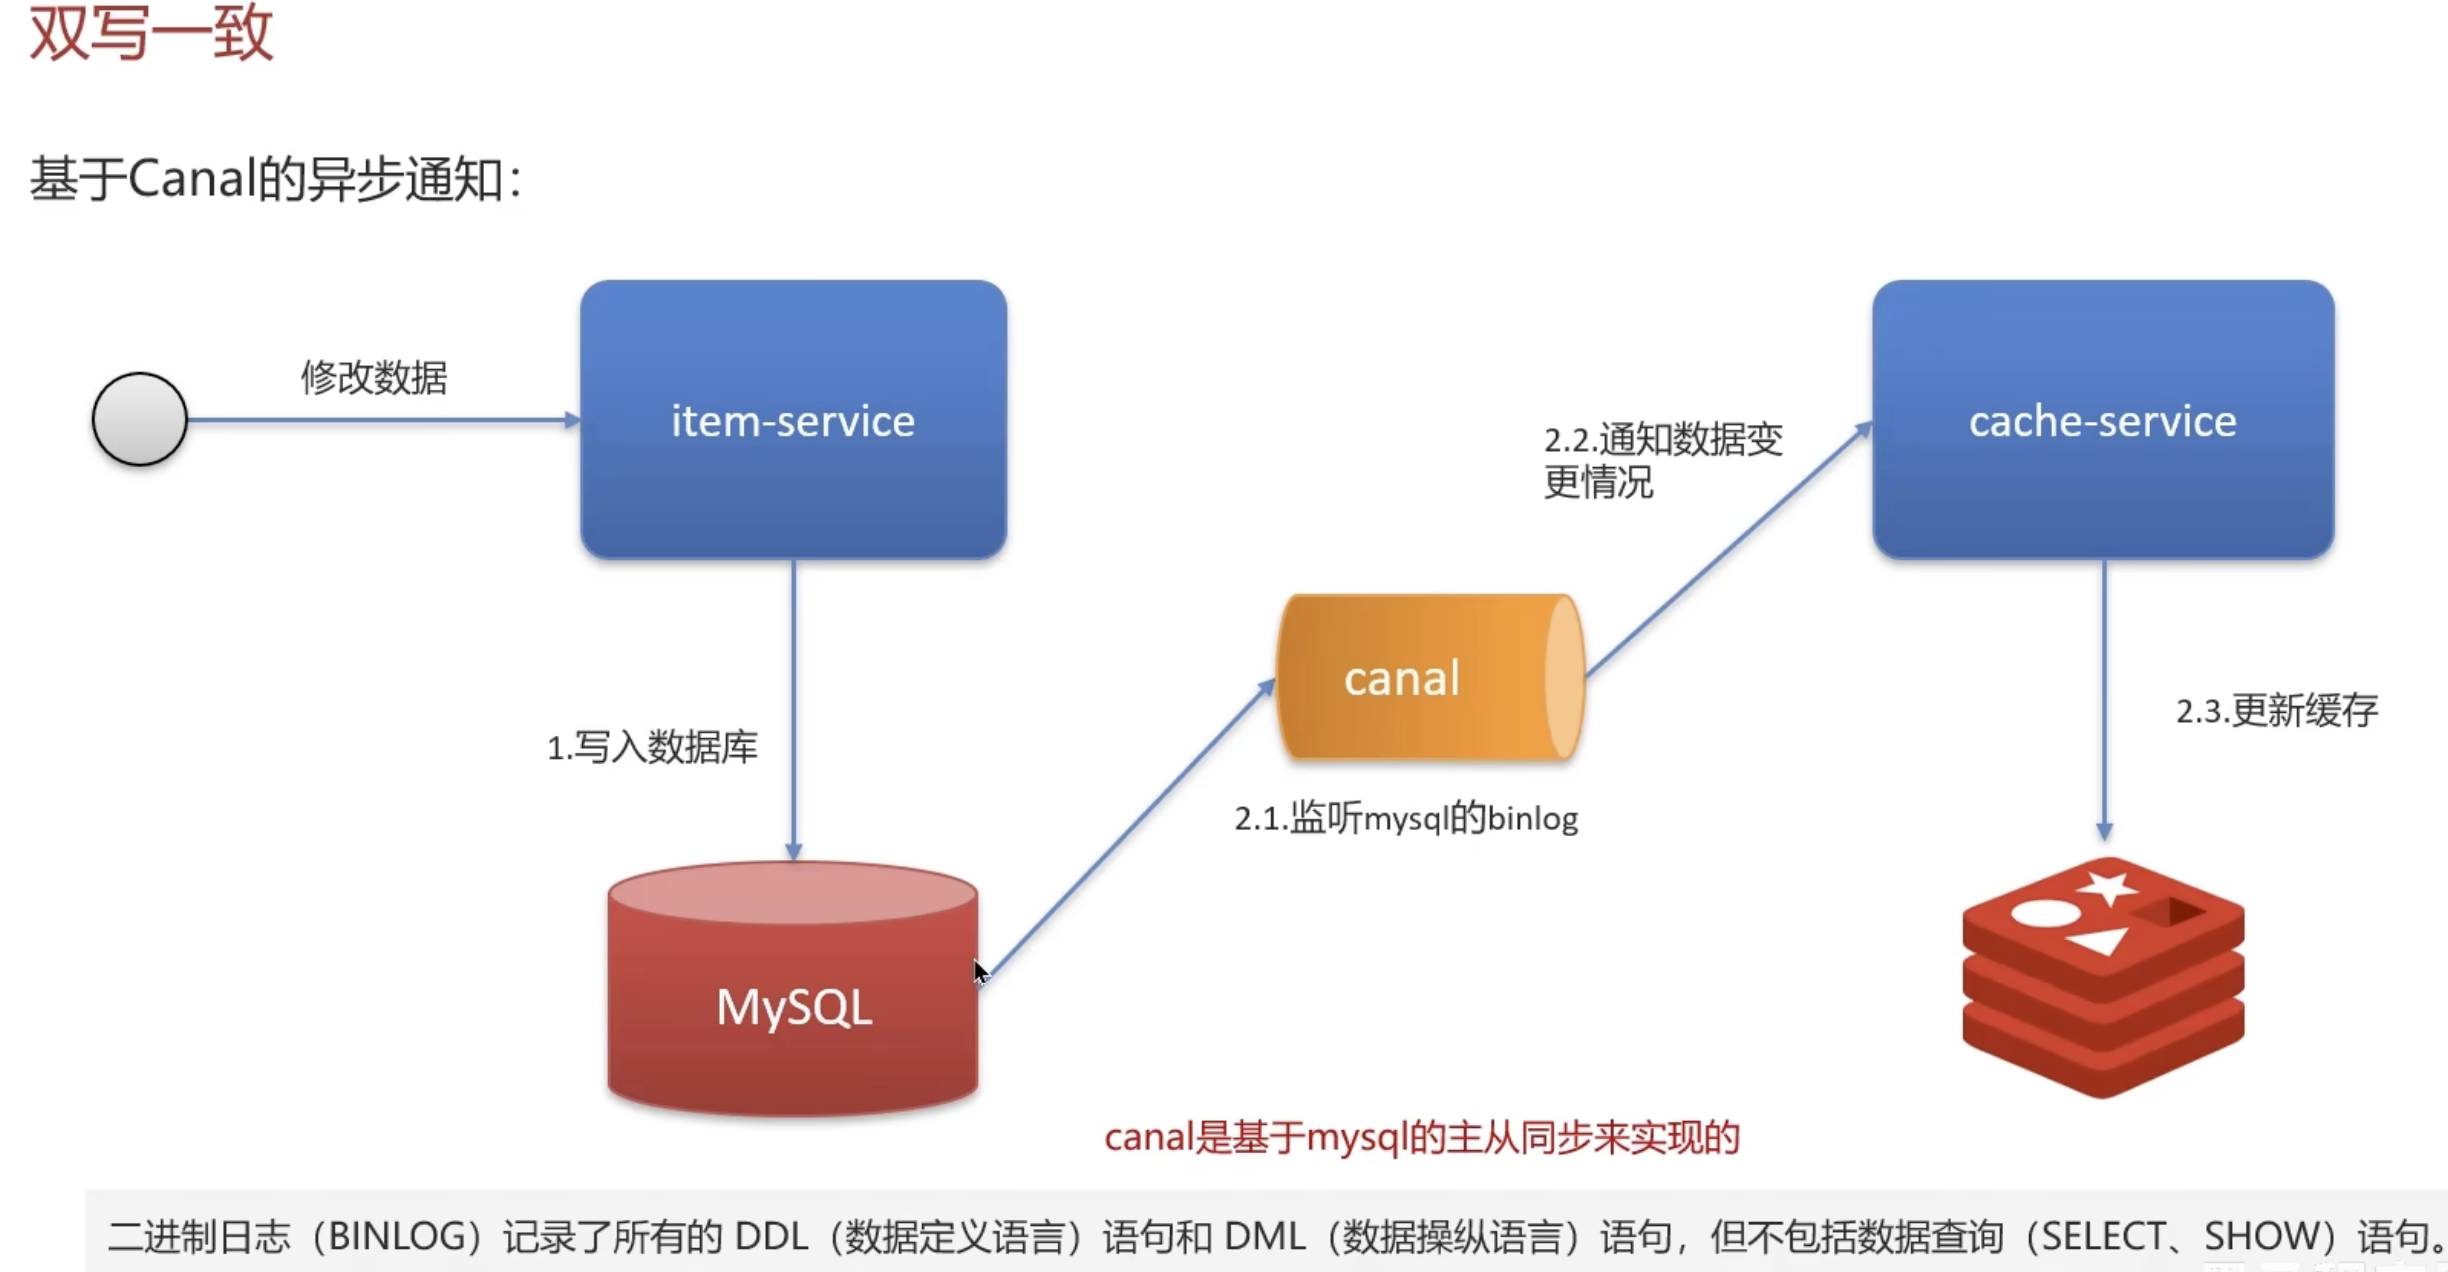 双写一致
基于Canal的异步通知：
修改数据
item-service
cache-service
2.2.通知数据变
更情况
canal
2.3.更新缓存
1.写入数据库
2.1.监听mysql的binlog
MySQL
canal是基于mysql的主从同步来实现的
二进制日志（BINLOG）记录了所有的 DDL（数据定义语言）语句和 DML（数据操纵语言）语句，但不包括数据查询（SELECT、SHOW）语句。